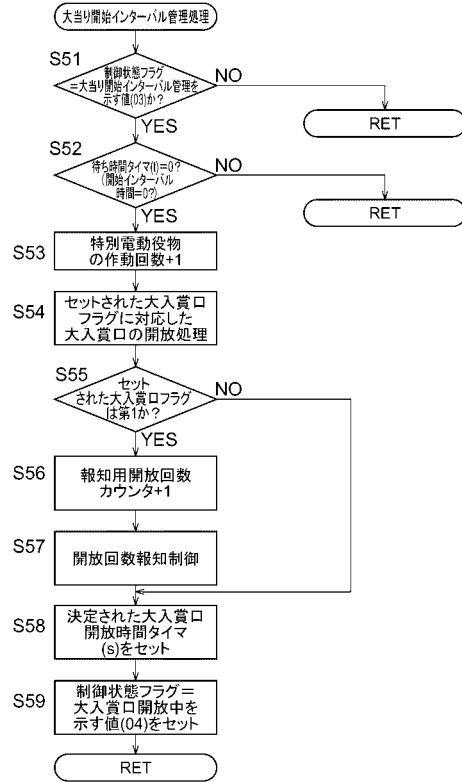 大当り開始インターバル管理処理
S51
制御状態フラグ
=大当り開始インターバル管理を
示す値(03)か?
NO
RET
YES
S52
待ち時間タイマ(t)=0?
(開始インターバル
時間=0?)
NO
RET
YES
S53
特別電動役物
の作動回数+1
S54
セットされた大入賞口
フラグに対応した
大入賞口の開放処理
S55
セット
された大入賞口フラグ
は第1か?
NO
YES
S56
報知用開放回数
カウンタ+1
S57
開放回数報知制御
S58
決定された大入賞口
開放時間タイマ
(s)をセット
S59
制御状態フラグ=
大入賞口開放中を
示す値(04)をセット
RET